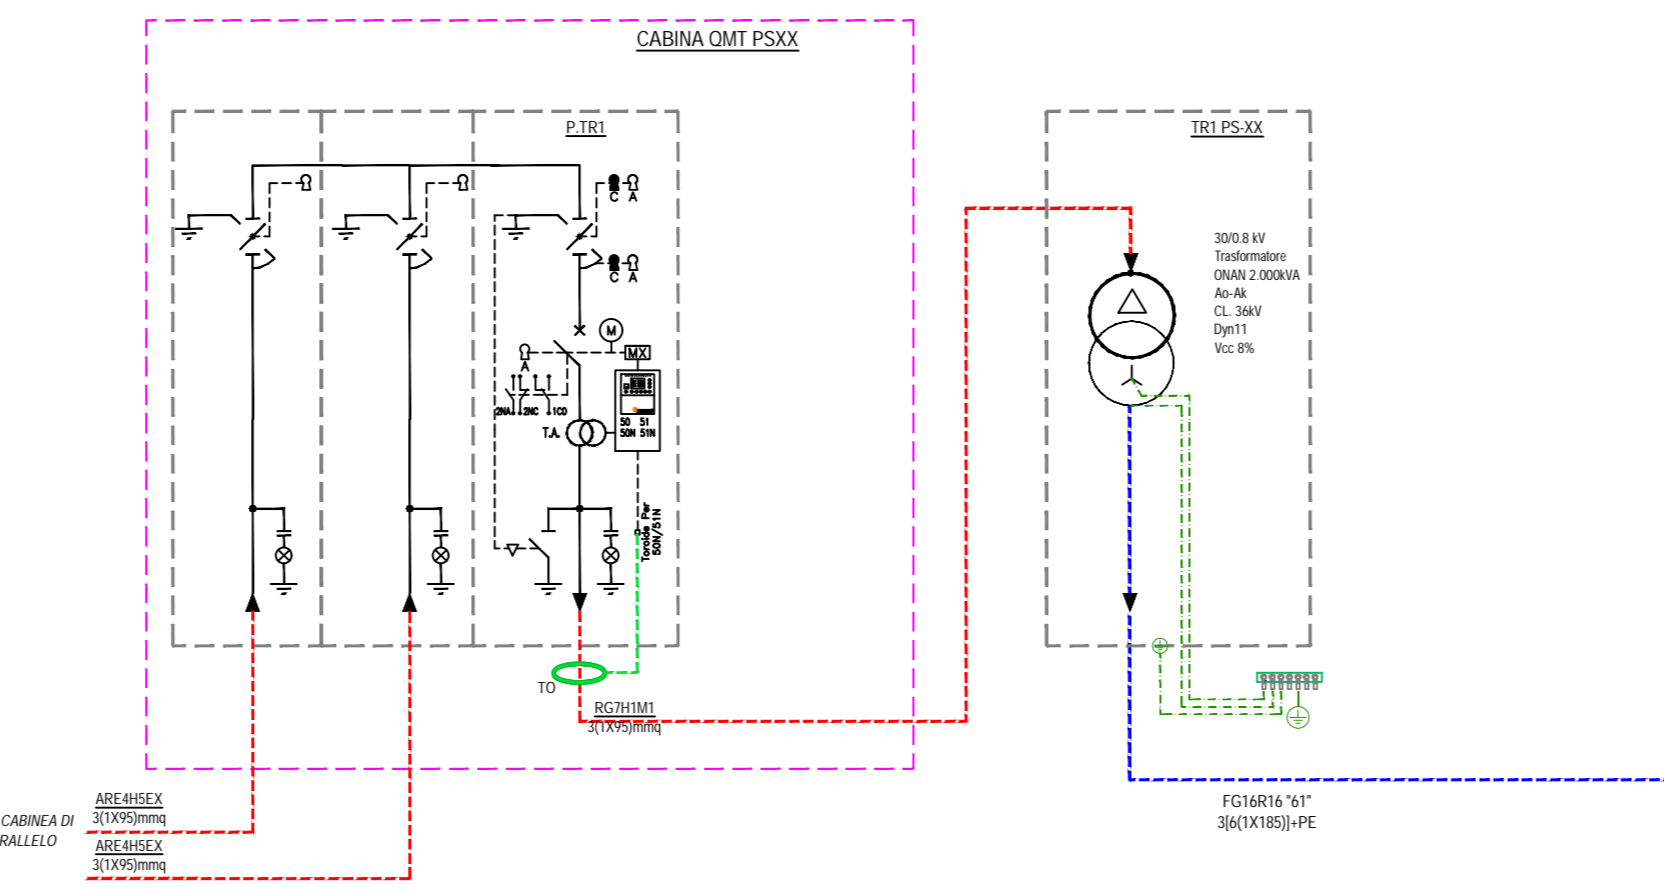 CABINA QMT PSXX
P.TR1
TR1 PS-XX
C A
C A
30/0.8 kV
Trasformatore
ONAN 2.000kVA
Ao-Ak
CL. 36kV
Dyn11
Vcc 8%
M
MX
A
2NA 2NC 1CO
50 51
50N 51N
T.A.
Toroide Per
50N/51N
TO
RG7H1M1
3(1X95)mmq
ARE4H5EX
3(1X95)mmq
CABINEA DI
RALLELO
ARE4H5EX
3(1X95)mmq
FG16R16 "61"
3[6(1X185)]+PE